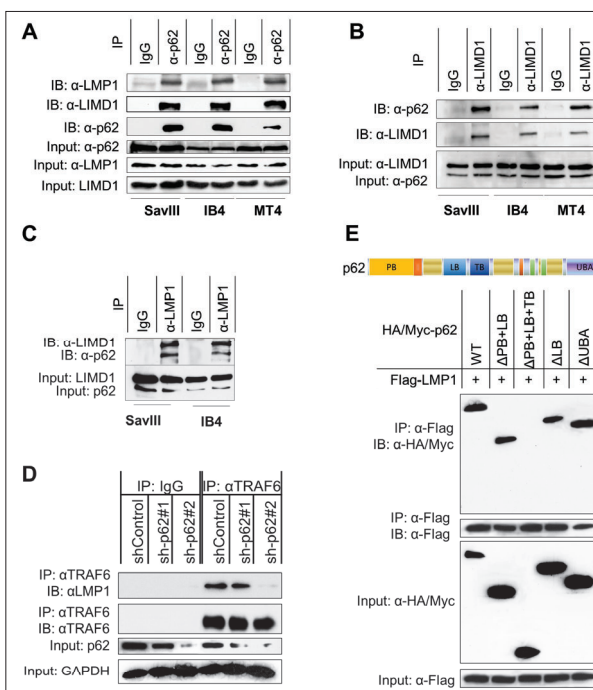 A
IP
IgG
α-p62
IgG
α-p62
IgG
α-p62
IB: α-LMP1
IB: α-LIMD1
IB: α-p62
Input: α-p62
Input: α-LMP1
Input: LIMD1
SavIII IB4 MT4
B
IP
IgG
α-LIMD1
IgG
α-LIMD1
IgG
α-LIMD1
IB: α-p62
IB: α-LIMD1
Input: α-LIMD1
Input: α-p62
SavIII IB4 MT4
C
IP
IgG
α-LMP1
IgG
α-LMP1
IB: α-LIMD1
IB: α-p62
Input: LIMD1
Input: p62
SavIII IB4
D
IP: IgG IP: αTRAF6
shControl
sh-p62#1
sh-p62#2
shControl
sh-p62#1
sh-p62#2
IP: αTRAF6
IB: αLMP1
IP: αTRAF6
IB: αTRAF6
Input: p62
Input: GAPDH
E
p62 PB LB TB UBA
HA/Myc-p62
WT
ΔPB+LB
ΔPB+LB+TB
ΔLB
ΔUBA
Flag-LMP1 + + + + +
IP: α-Flag
IB: α-HA/Myc
IP: α-Flag
IB: α-Flag
Input: α-HA/Myc
Input: α-Flag